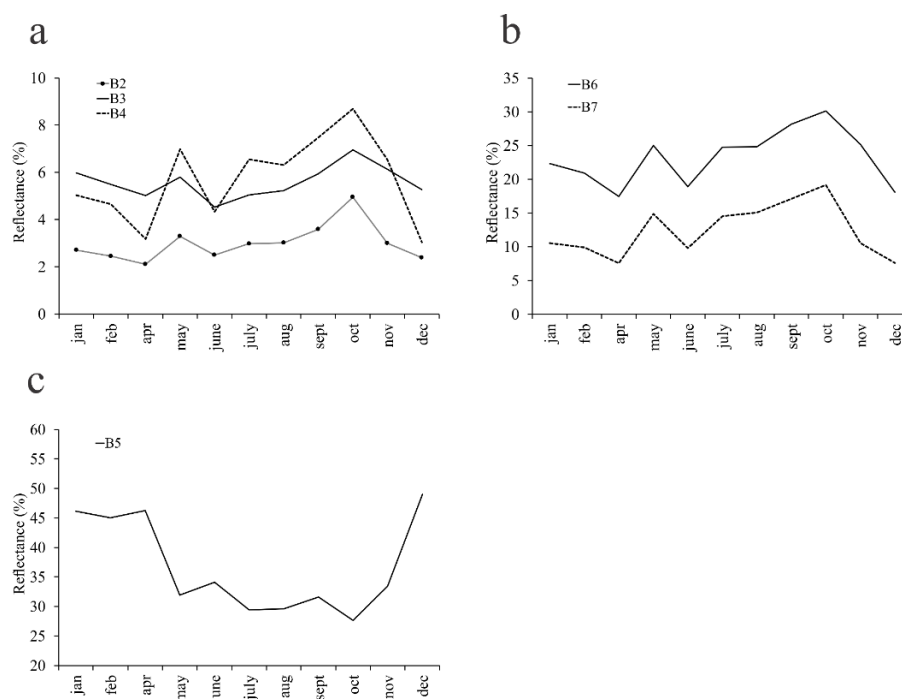 a
B2
B3
B4
Reflectance (%)
10
8
6
4
2
0
jan
feb
apr
may
june
july
aug
sept
oct
nov
dec
b
B6
B7
Reflectance (%)
35
30
25
20
15
10
5
0
jan
feb
apr
may
june
july
aug
sept
oct
nov
dec
c
B5
Reflectance (%)
60
55
50
45
40
35
30
25
20
jan
feb
apr
may
june
july
aug
sept
oct
nov
dec